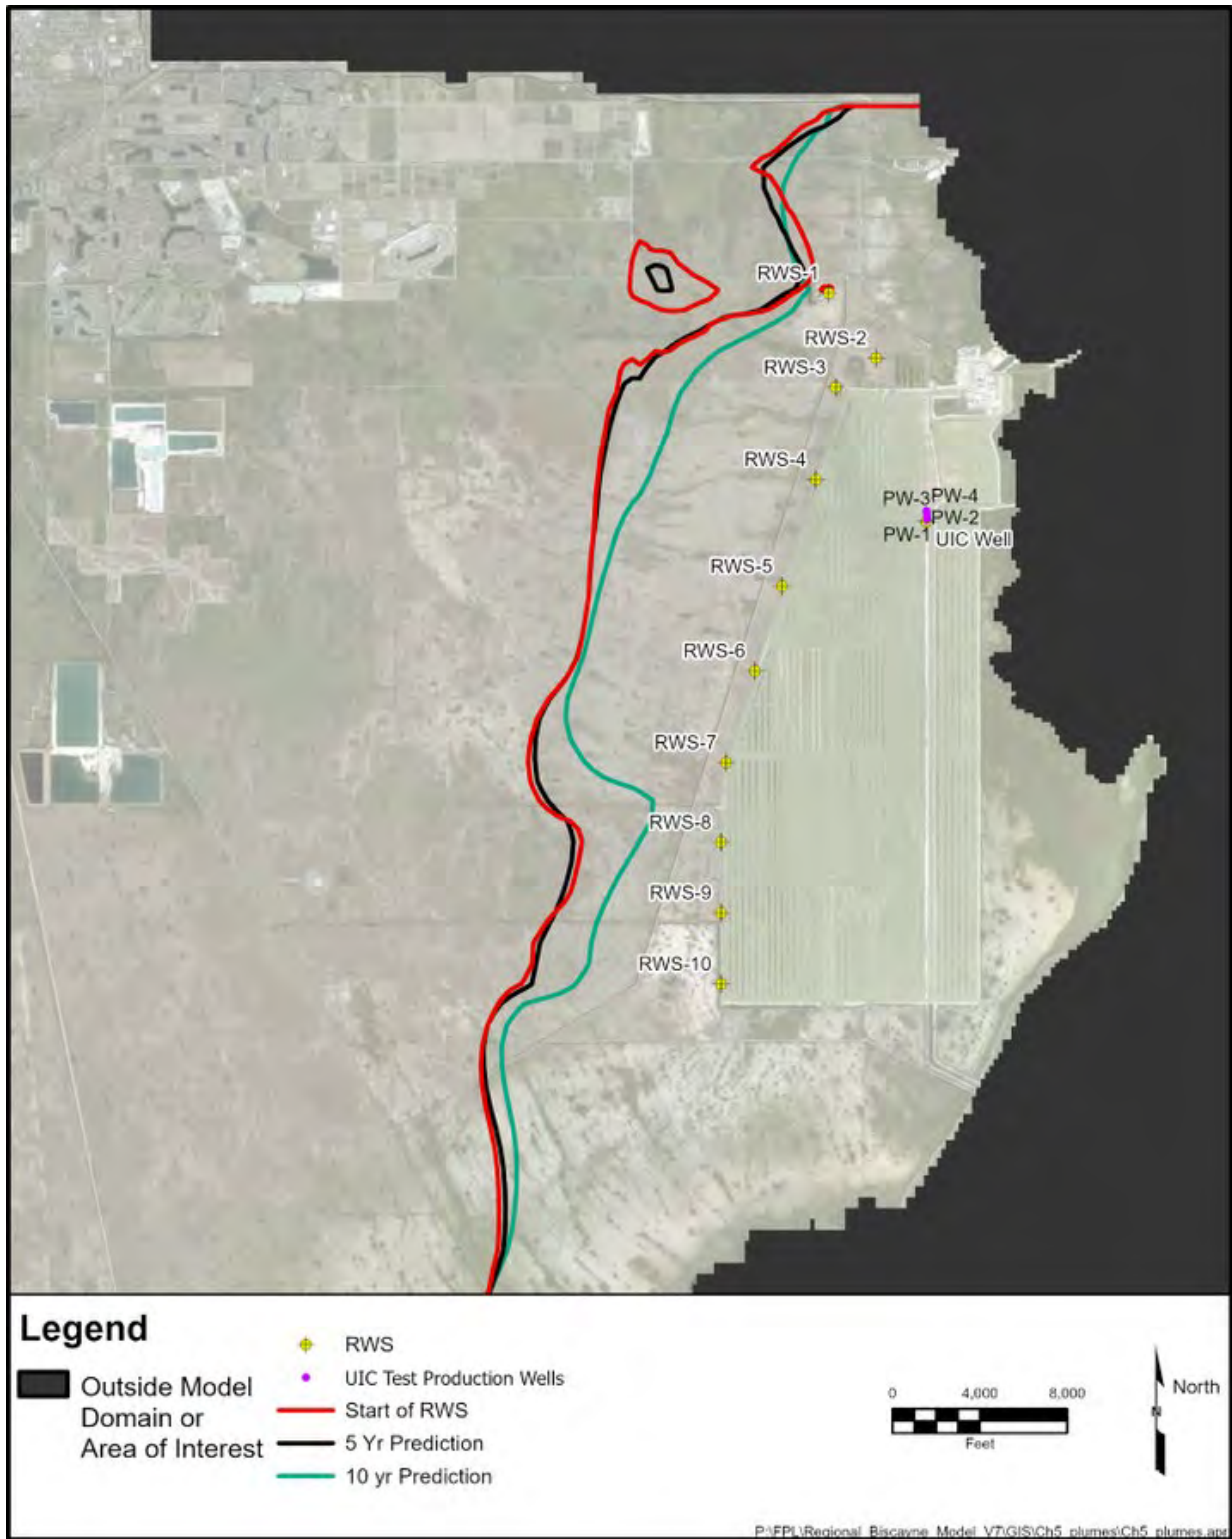 RWS-1
RWS-2
RWS-3
RWS-4
PW-3 PW-4
PW-2
PW-1 UIC Well
RWS-5
RWS-6
RWS-7
RWS-8
RWS-9
RWS-10
Legend
RWS
UIC Test Production Wells
Outside Model
Domain or
Area of Interest
Start of RWS
5 Yr Prediction
10 yr Prediction
0 4,000 8,000
Feet
N
North
P:\FPL\Regional_Biscayne_Model_V7\GIS\Ch5_plumes\Ch5_plumes.apr